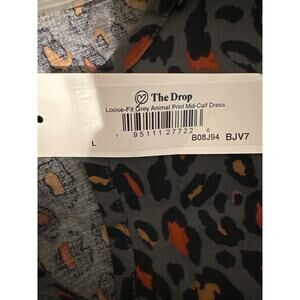 The Drop
Loose-Fit Grey Animal Print Mid-Calf Dress
1 95111 27722 6
L B08J94 BJV7